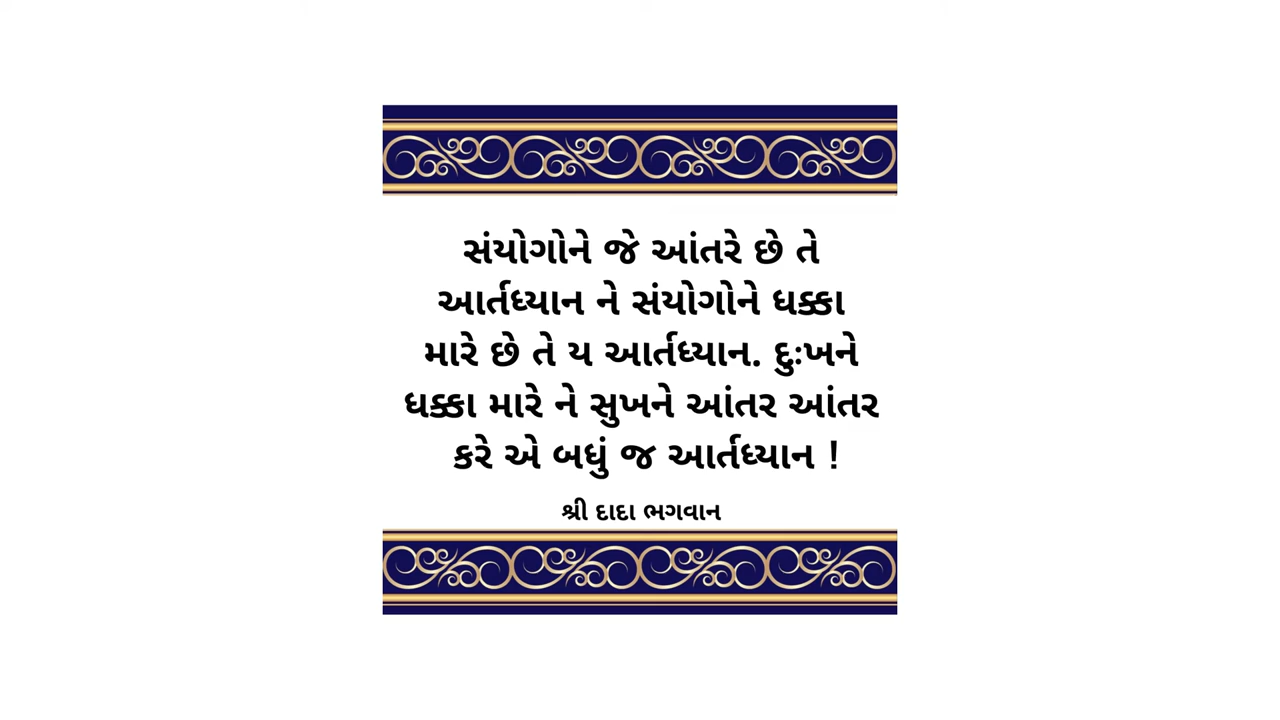 સંયોગોને જે આંતરે છે તે
આર્તધ્યાન ને સંયોગોને ધક્કા
મારે છે તે ય આર્તધ્યાન. દુઃખને
ધક્કા મારે ને સુખને આંતર આંતર
કરે એ બધું જ આર્તધ્યાન !
શ્રી દાદા ભગવાન